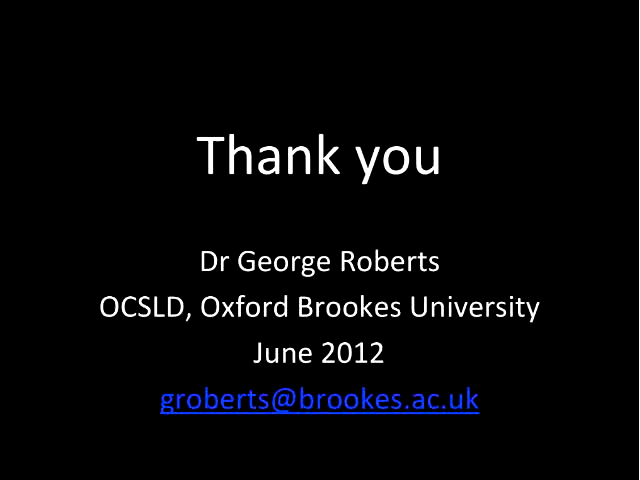 Thank you
Dr George Roberts
OCSLD, Oxford Brookes University
June 2012
groberts@brookes.ac.uk